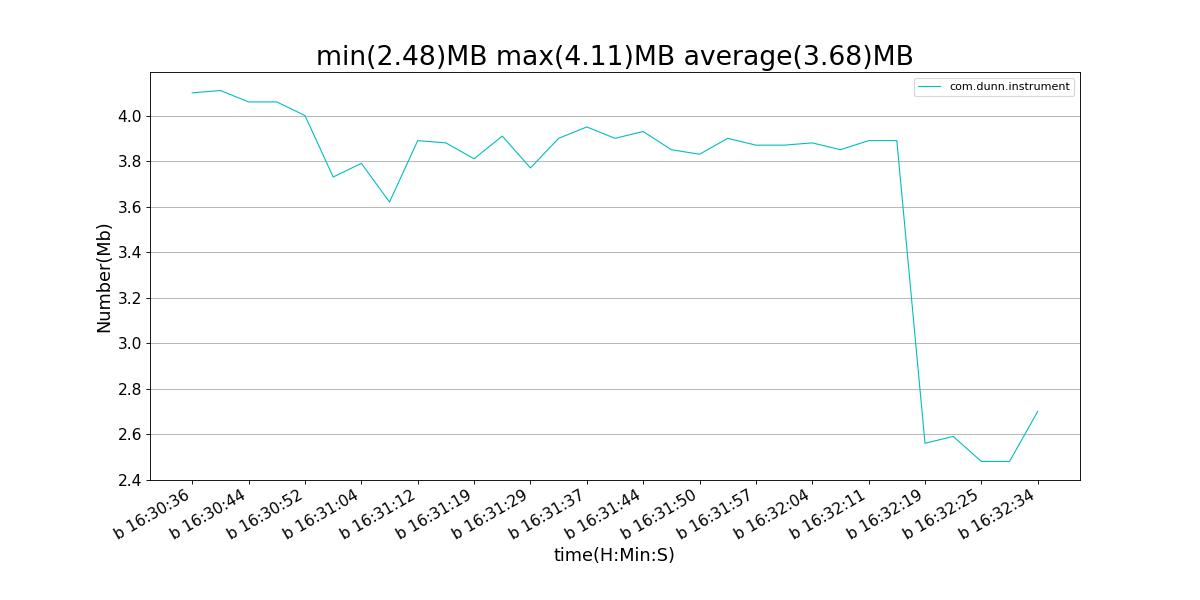 min(2.48)MB max(4.11)MB average(3.68)MB
com.dunn.instrument
4.0
3.8
3.6
3.4
3.2
3.0
2.8
2.6
2.4
Number(Mb)
b 16:30:36
b 16:30:44
b 16:30:52
b 16:31:04
b 16:31:12
b 16:31:19
b 16:31:29
b 16:31:37
b 16:31:44
b 16:31:50
b 16:31:57
b 16:32:04
b 16:32:11
b 16:32:19
b 16:32:25
b 16:32:34
time(H:Min:S)